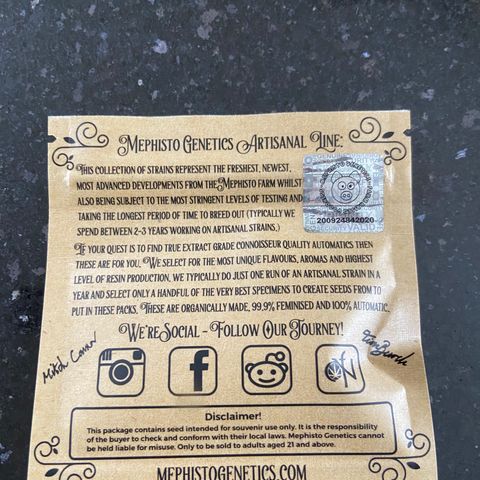 Mephisto Genetics Artisanal Line:
This collection of strains represent the freshest, newest,
most advanced developments from the Mephisto farm whilst
also being subject to the most stringent levels of testing and
taking the longest period of time to breed out (typically we
spend between 2-3 years working on artisanal strains.)
200924842020
VALID
If your quest is to find true extract grade connoisseur quality automatics then
these are for you. We select for the most unique flavours, aromas and highest
level of resin production, we typically do just one run of an artisanal strain in a
year and select only a handful of the very best specimens to create seeds from to
put in these packs. These are organically made, 99.9% feminised and 100% automatic.
We're Social - Follow Our Journey!
Mitch
Disclaimer!
This package contains seed intended for souvenir use only. It is the responsibility
of the buyer to check and conform with their local laws. Mephisto Genetics cannot
be held liable for misuse. Only to be sold to adults aged 21 and above.
MEPHISTOGENETICS.COM